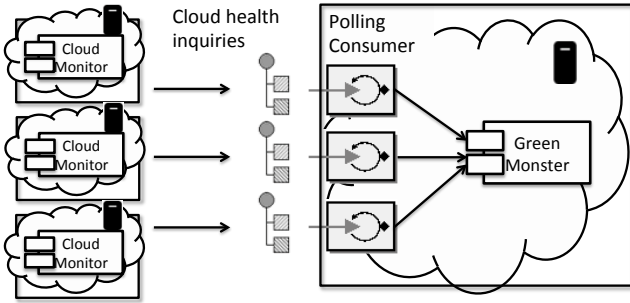 Cloud
Monitor
Cloud
Monitor
Cloud
Monitor
Cloud health
inquiries
Polling
Consumer
Green
Monster